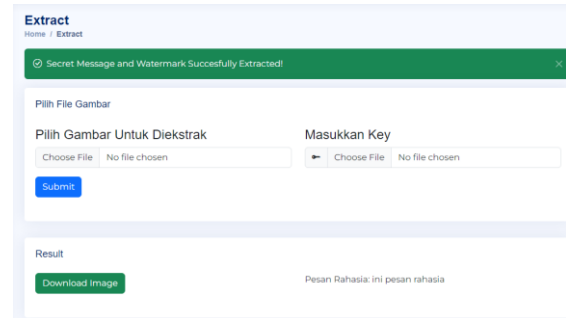 Extract
Home / Extract
Secret Message and Watermark Succesfully Extracted!
Pilih File Gambar
Pilih Gambar Untuk Diekstrak
Masukkan Key
Choose File No file chosen
Choose File No file chosen
Submit
Result
Download Image
Pesan Rahasia: ini pesan rahasia